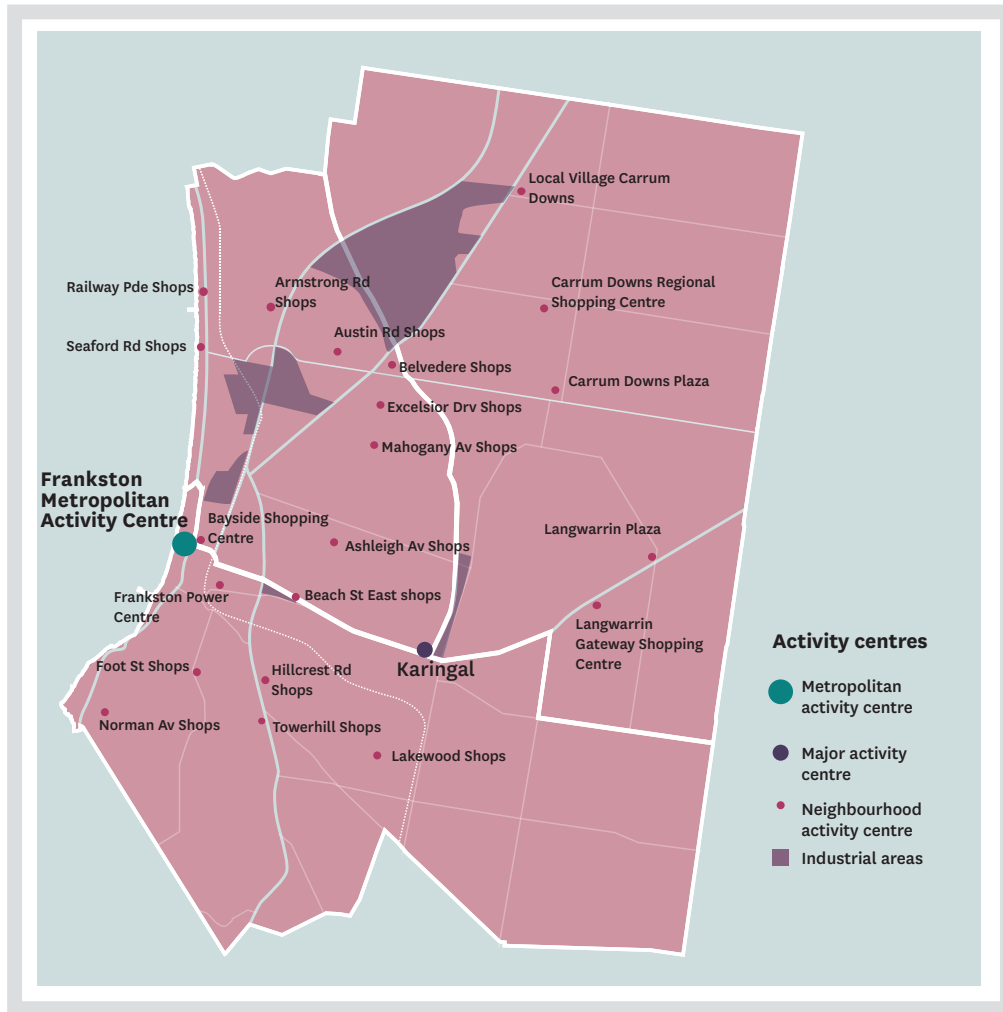 Local Village Carrum
Downs
Railway Pde Shops
Armstrong Rd
Shops
Carrum Downs Regional
Shopping Centre
Austin Rd Shops
Seaford Rd Shops
Belvedere Shops
Carrum Downs Plaza
Excelsior Drv Shops
Mahogany Av Shops
Frankston
Metropolitan
Activity Centre
Bayside Shopping
Centre
Ashleigh Av Shops
Langwarrin Plaza
Frankston Power
Centre
Beach St East shops
Langwarrin
Gateway Shopping
Centre
Karingal
Foot St Shops
Hillcrest Rd
Shops
Norman Av Shops
Towerhill Shops
Lakewood Shops
Activity centres
Metropolitan
activity centre
Major activity
centre
Neighbourhood
activity centre
Industrial areas